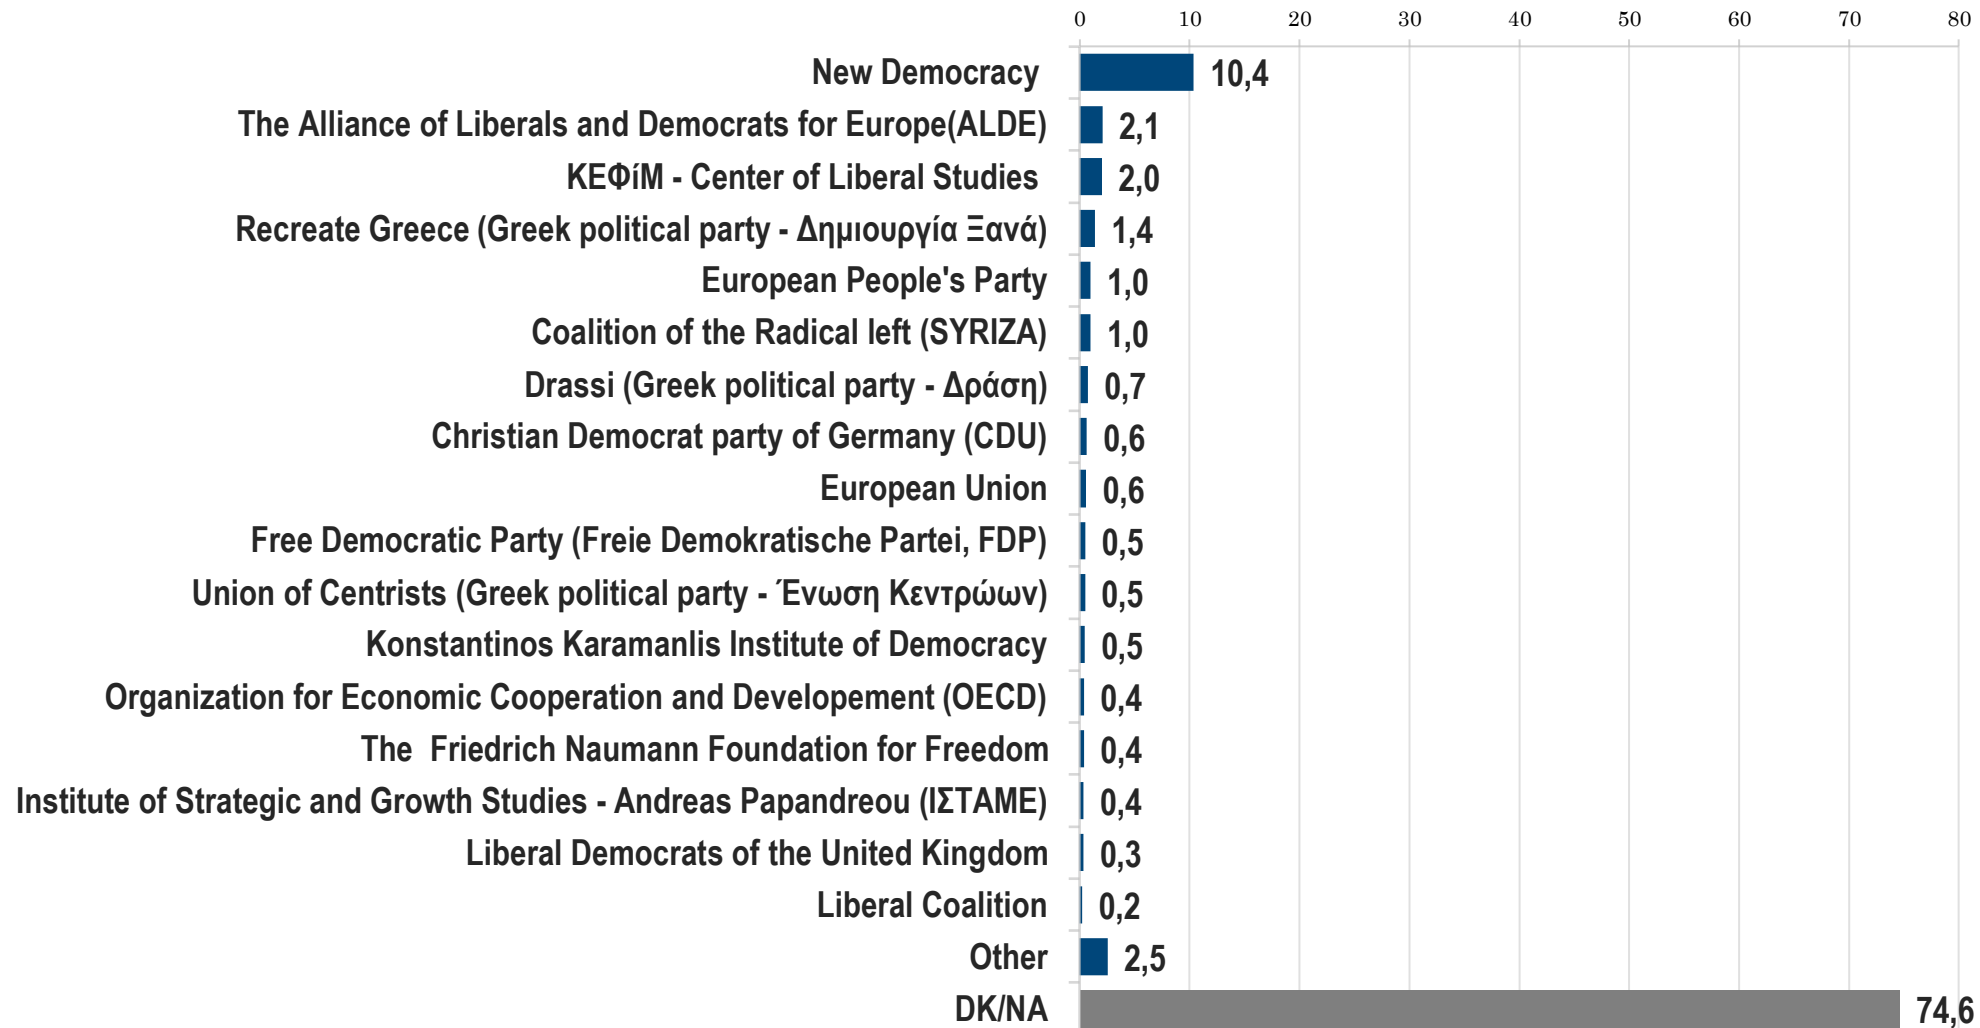 0 10 20 30 40 50 60 70 80
New Democracy 10,4
The Alliance of Liberals and Democrats for Europe(ALDE) 2,1
ΚΕΦίΜ - Center of Liberal Studies 2,0
Recreate Greece (Greek political party - Δημιουργία Ξανά) 1,4
European People's Party 1,0
Coalition of the Radical left (SYRIZA) 1,0
Drassi (Greek political party - Δράση) 0,7
Christian Democrat party of Germany (CDU) 0,6
European Union 0,6
Free Democratic Party (Freie Demokratische Partei, FDP) 0,5
Union of Centrists (Greek political party - Ένωση Κεντρώων) 0,5
Konstantinos Karamanlis Institute of Democracy 0,5
Organization for Economic Cooperation and Developement (OECD) 0,4
The  Friedrich Naumann Foundation for Freedom 0,4
Institute of Strategic and Growth Studies - Andreas Papandreou (ΙΣΤΑΜΕ) 0,4
Liberal Democrats of the United Kingdom 0,3
Liberal Coalition 0,2
Other 2,5
DK/NA 74,6